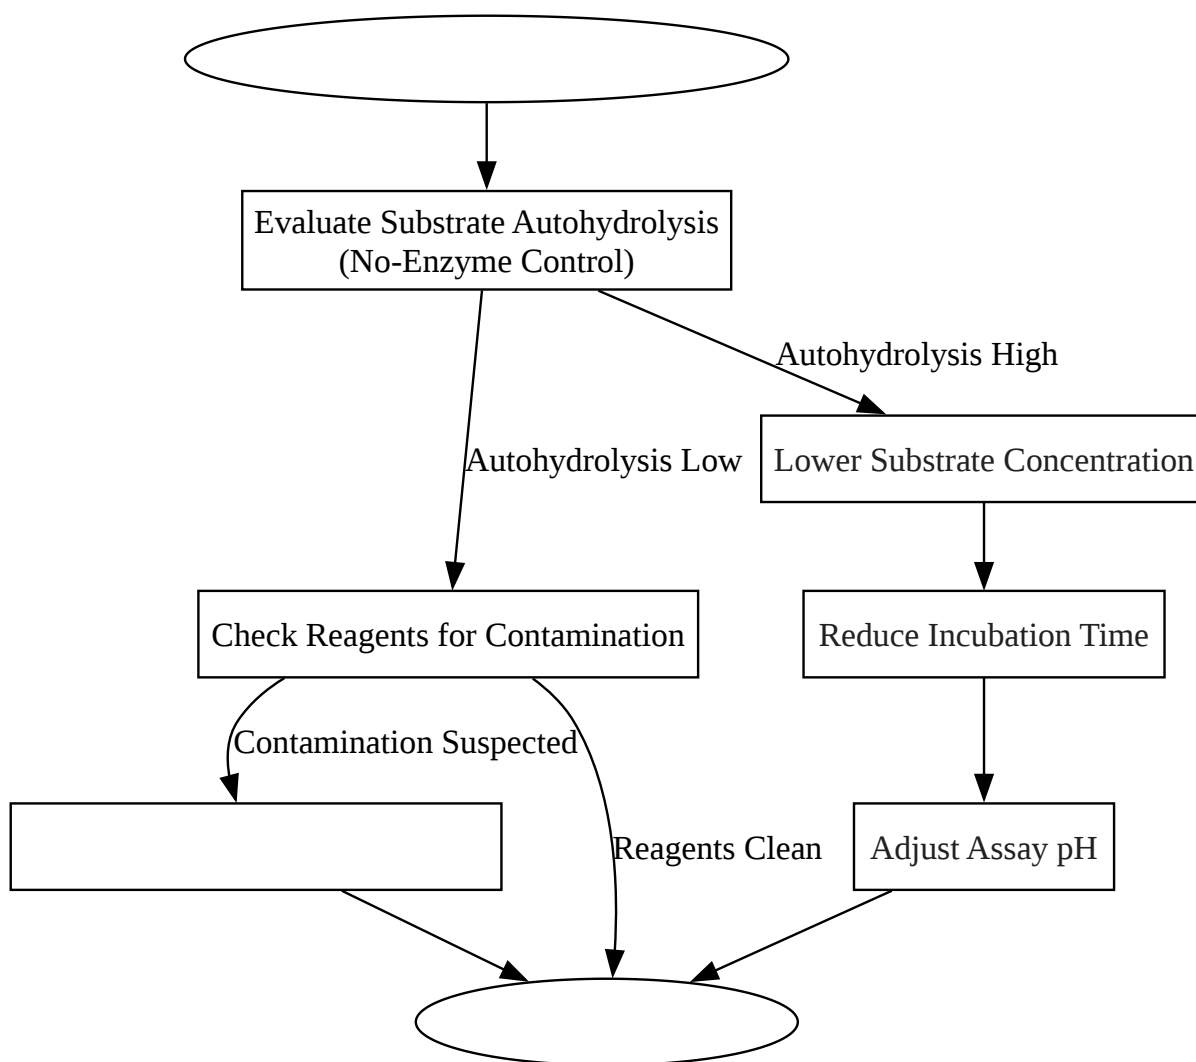 Evaluate Substrate Autohydrolysis
(No-Enzyme Control)
Autohydrolysis High
Autohydrolysis Low
Lower Substrate Concentration
Check Reagents for Contamination
Reduce Incubation Time
Contamination Suspected
Reagents Clean
Adjust Assay pH